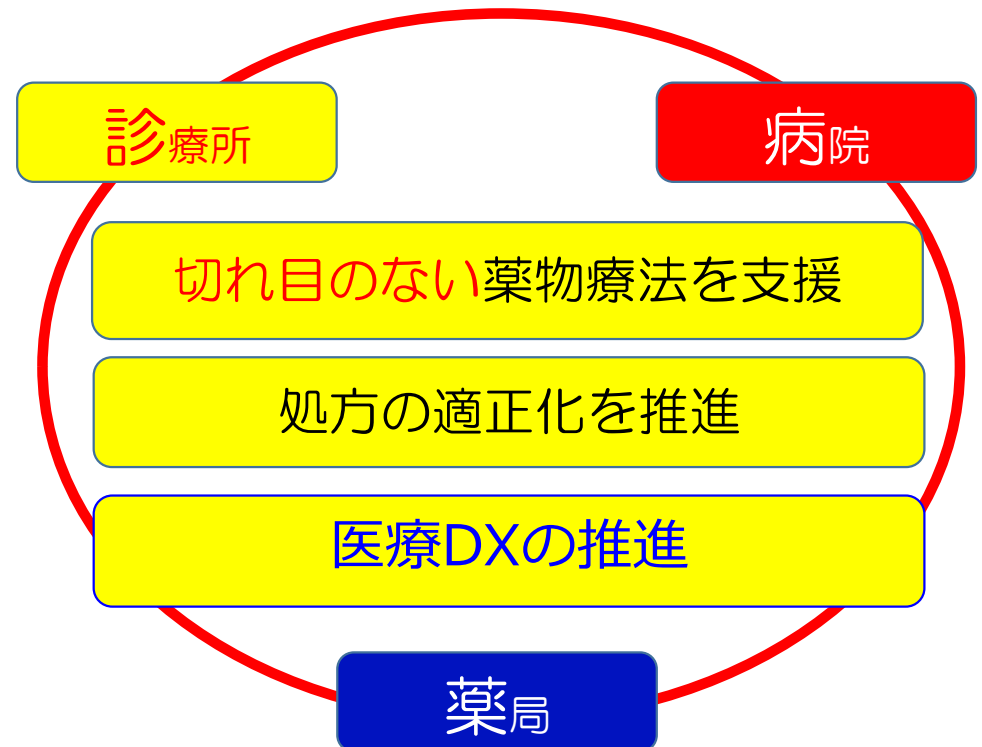 診療所
病院
切れ目のない薬物療法を支援
処方の適正化を推進
医療DXの推進
薬局